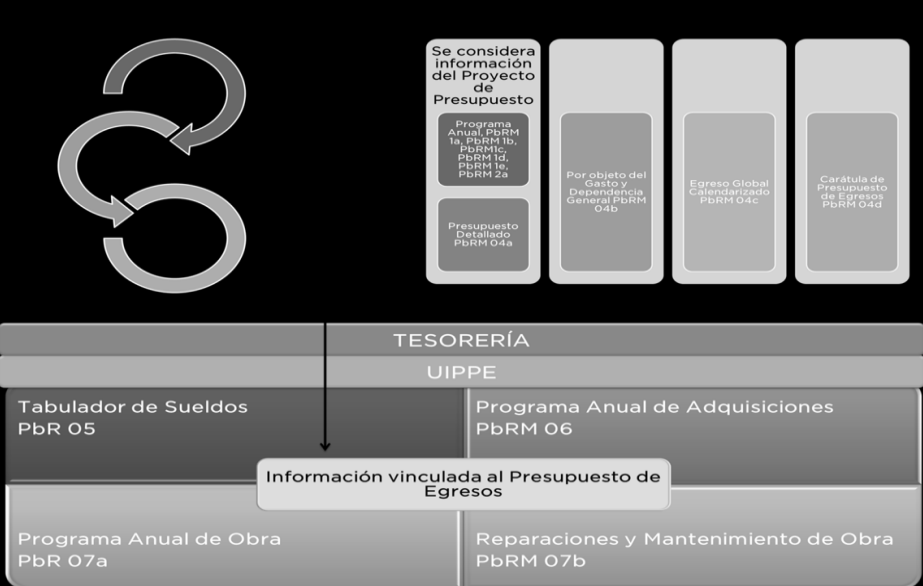 Se considera
información
del Proyecto
de
Presupuesto
Programa
Anual, PbRM
1a, PbRM 1b,
PbRM1c,
PbRM 1d,
PbRM 1e,
PbRM 2a
Presupuesto
Detallado
PbRM 04a
Por objeto del
Gasto y
Dependencia
General PbRM
04b
Egreso Global
Calendarizado
PbRM 04c
Carátula de
Presupuesto
de Egresos
PbRM 04d
TESORERÍA
UIPPE
Tabulador de Sueldos
PbR 05
Programa Anual de Adquisiciones
PbRM 06
Información vinculada al Presupuesto de
Egresos
Programa Anual de Obra
PbR 07a
Reparaciones y Mantenimiento de Obra
PbRM 07b